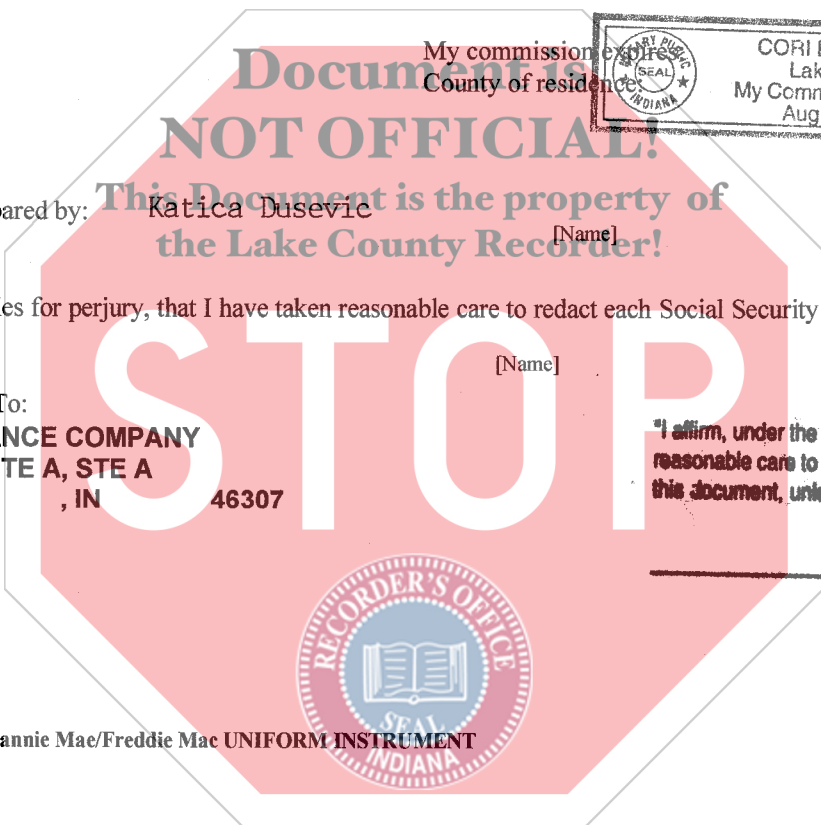 My commission expires
County of residence:
CORI
Lak
My Comm
Aug
NOTARY PUBLIC
SEAL
INDIANA
Document is
NOT OFFICIAL!
This Document is the property of
the Lake County Recorder!
ared by: Katica Dusevic
[Name]
es for perjury, that I have taken reasonable care to redact each Social Security
[Name]
To:
NCE COMPANY
TE A, STE A
, IN 46307
"I affirm, under the
reasonable care to
this document, unl
STOP
RECORDER'S OFFICE
SEAL
INDIANA
annie Mae/Freddie Mac UNIFORM INSTRUMENT